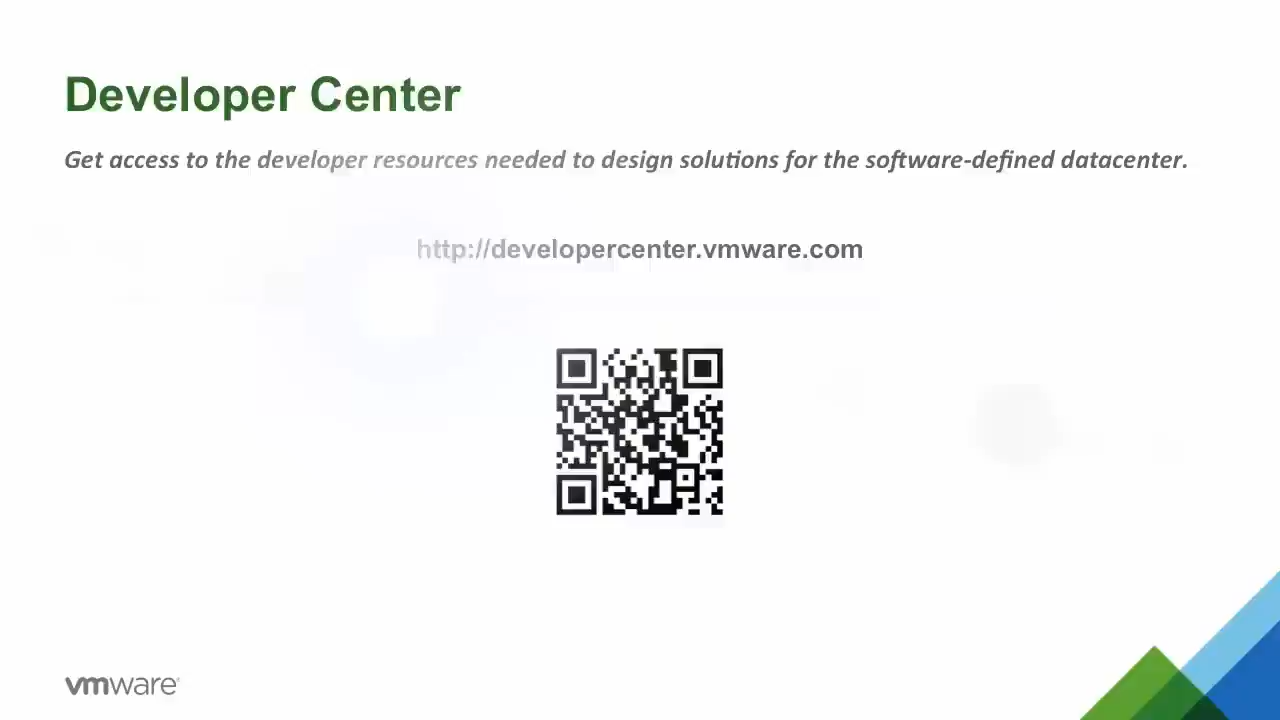 Developer Center
Get access to the developer resources needed to design solutions for the software-defined datacenter.
http://developercenter.vmware.com
vmware